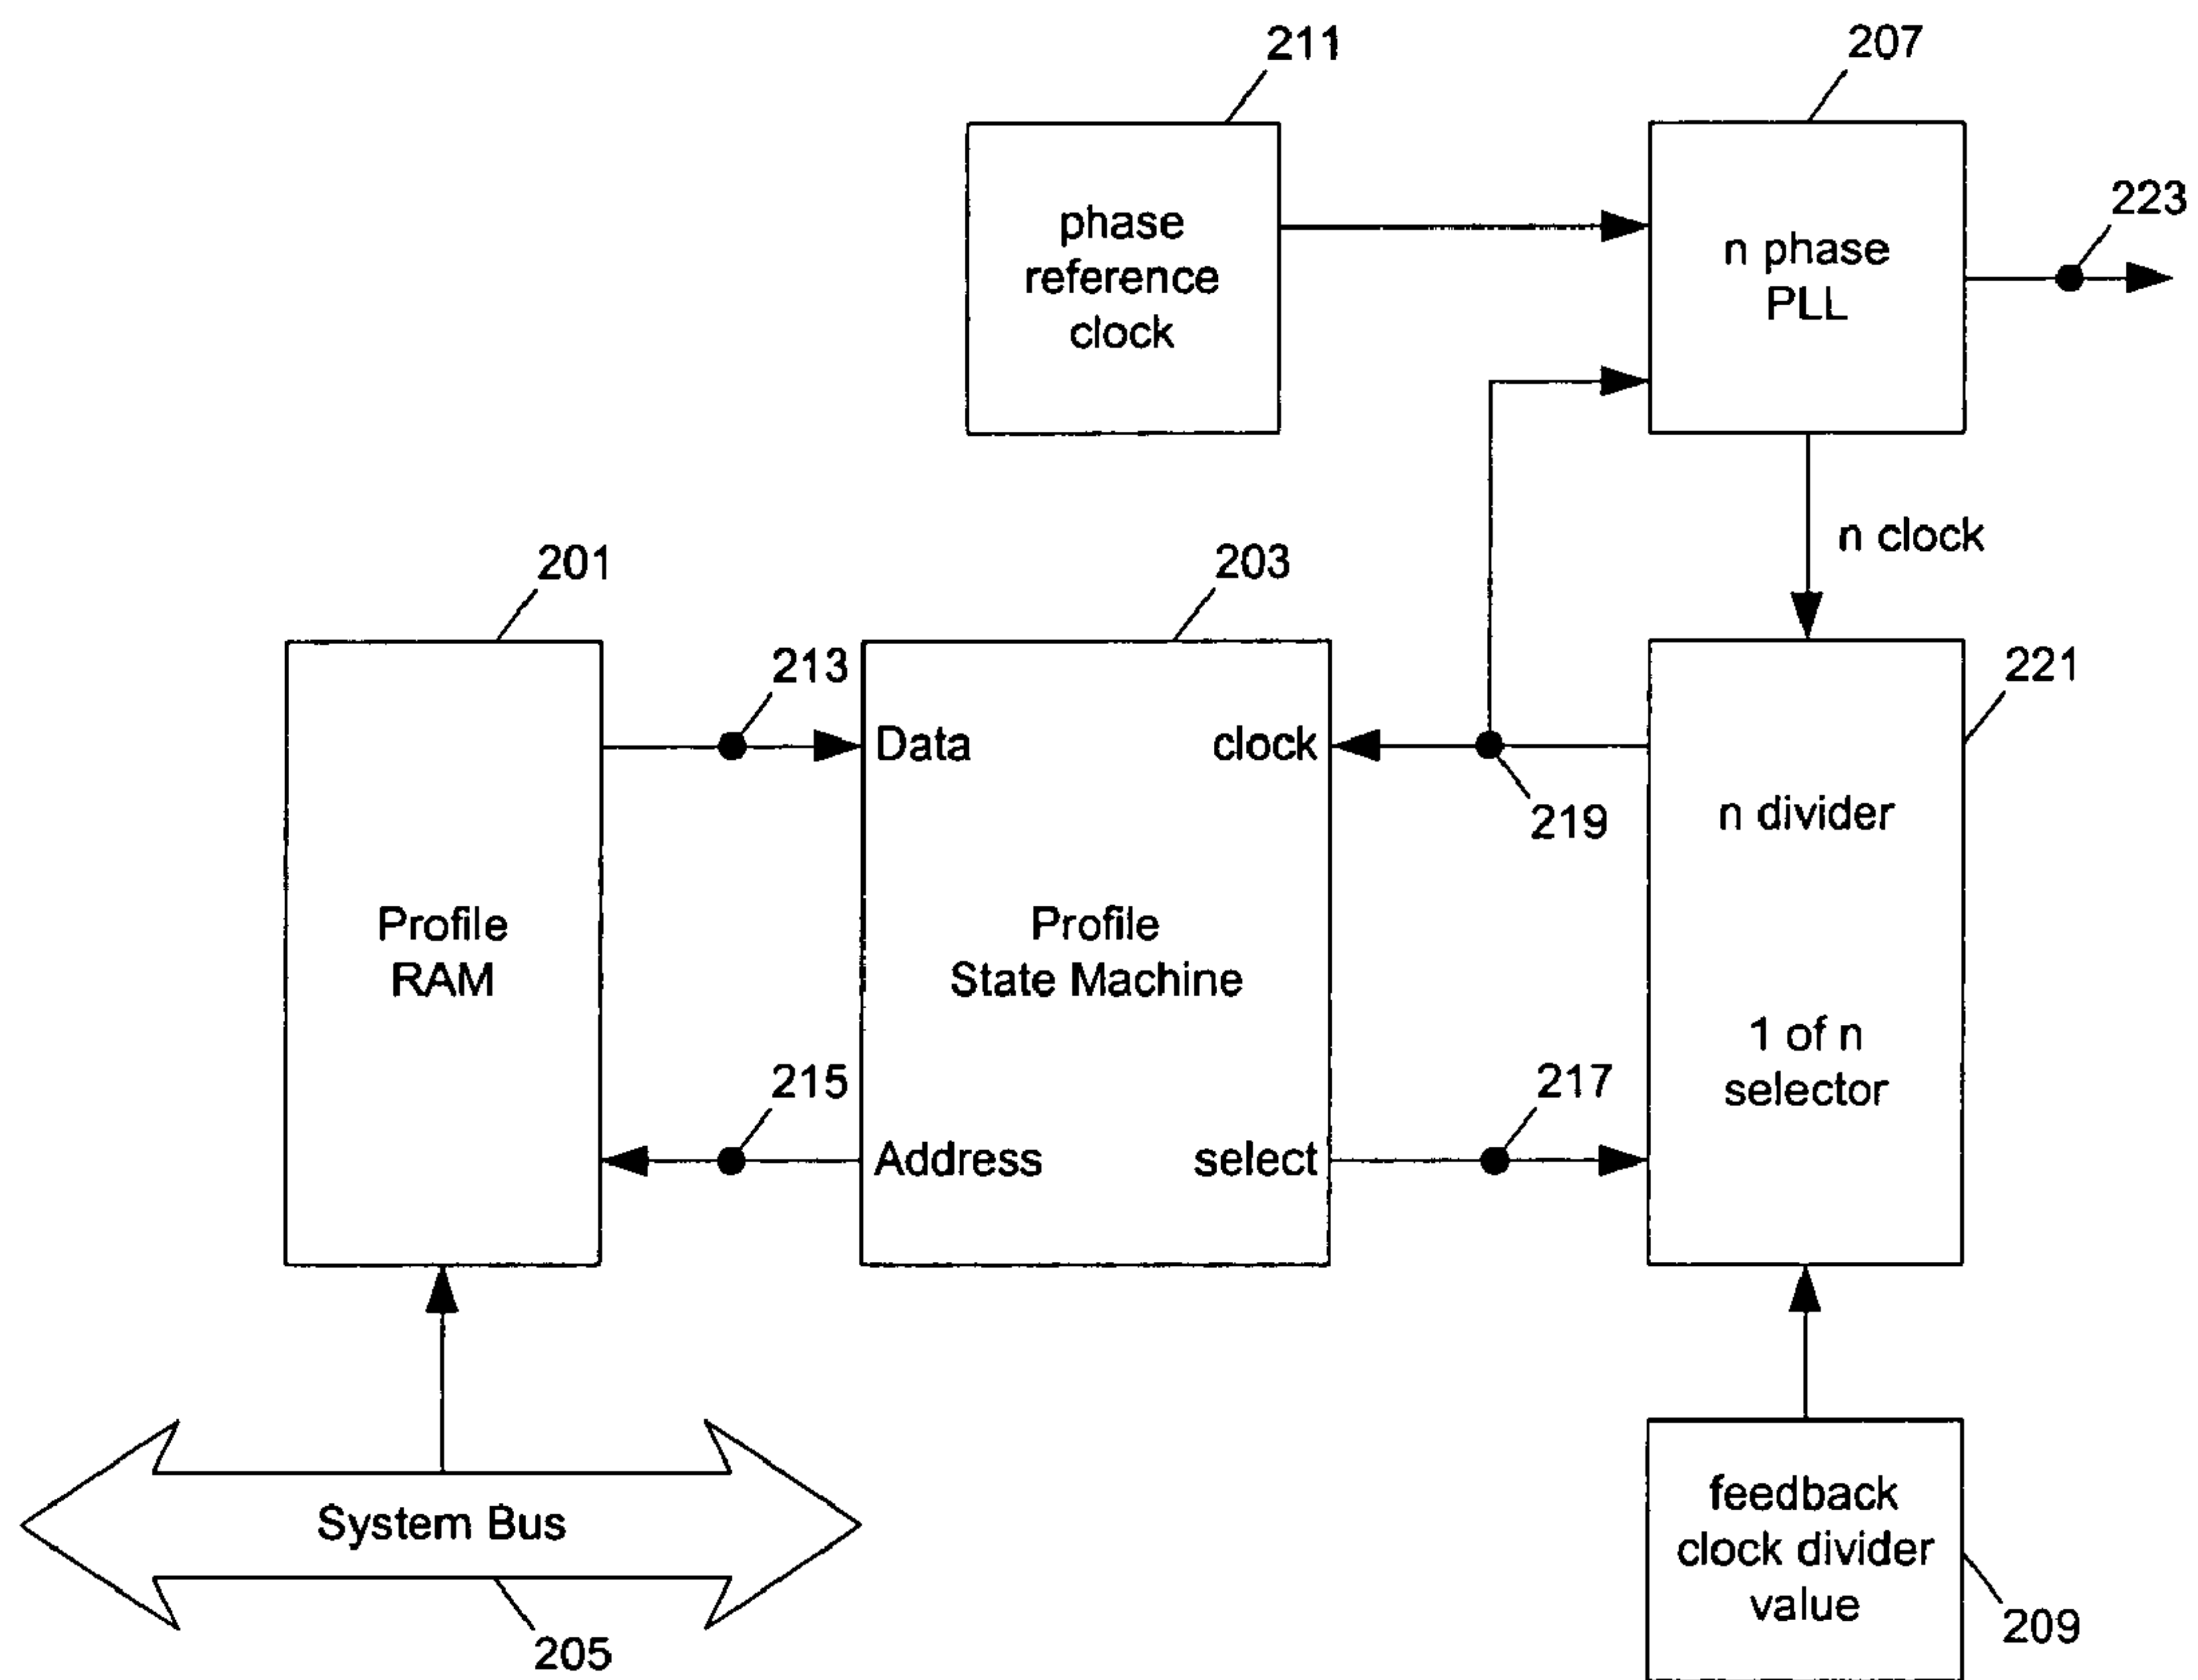 211
207
phase
reference
clock
n phase
PLL
223
n clock
201
203
213
221
Data
clock
219
n divider
Profile
RAM
Profile
State Machine
1 of n
selector
215
217
Address
select
System Bus
205
feedback
clock divider
value
209